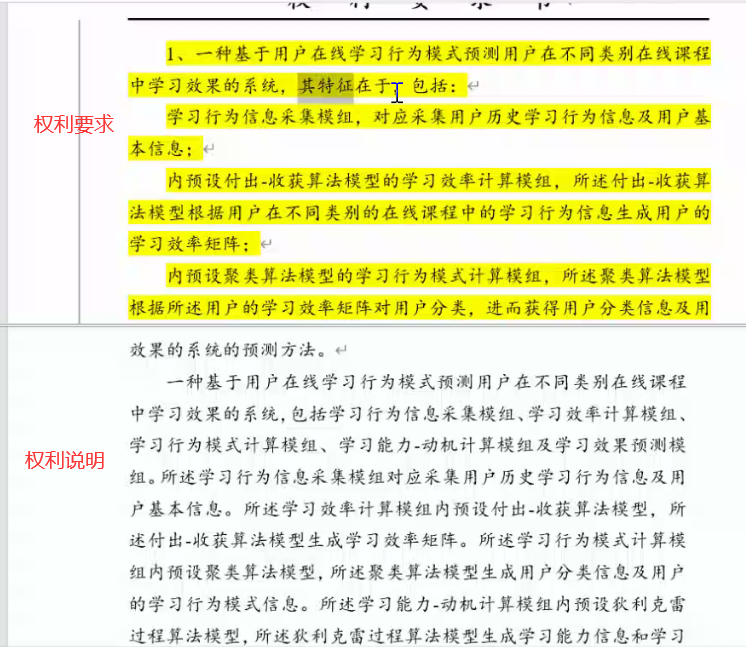 权 利 要 求 书
1、一种基于用户在线学习行为模式预测用户在不同类别在线课程
中学习效果的系统，其特征在于，包括：
学习行为信息采集模组，对应采集用户历史学习行为信息及用户基
权利要求
本信息；
内预设付出-收获算法模型的学习效率计算模组，所述付出-收获算
法模型根据用户在不同类别的在线课程中的学习行为信息生成用户的
学习效率矩阵；
内预设聚类算法模型的学习行为模式计算模组，所述聚类算法模型
根据所述用户的学习效率矩阵对用户分类，进而获得用户分类信息及用
效果的系统的预测方法。
一种基于用户在线学习行为模式预测用户在不同类别在线课程
中学习效果的系统,包括学习行为信息采集模组、学习效率计算模组、
学习行为模式计算模组、学习能力-动机计算模组及学习效果预测模
权利说明
组。所述学习行为信息采集模组对应采集用户历史学习行为信息及用
户基本信息。所述学习效率计算模组内预设付出-收获算法模型，所
述付出-收获算法模型生成学习效率矩阵。所述学习行为模式计算模
组内预设聚类算法模型,所述聚类算法模型生成用户分类信息及用户
的学习行为模式信息。所述学习能力-动机计算模组内预设狄利克雷
过程算法模型,所述狄利克雷过程算法模型生成学习能力信息和学习